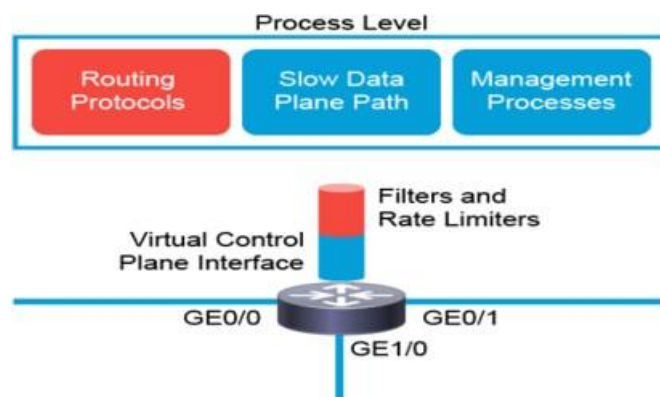 Process Level
Routing
Protocols
Slow Data
Plane Path
Management
Processes
Filters and
Rate Limiters
Virtual Control
Plane Interface
GE0/0
GE0/1
GE1/0